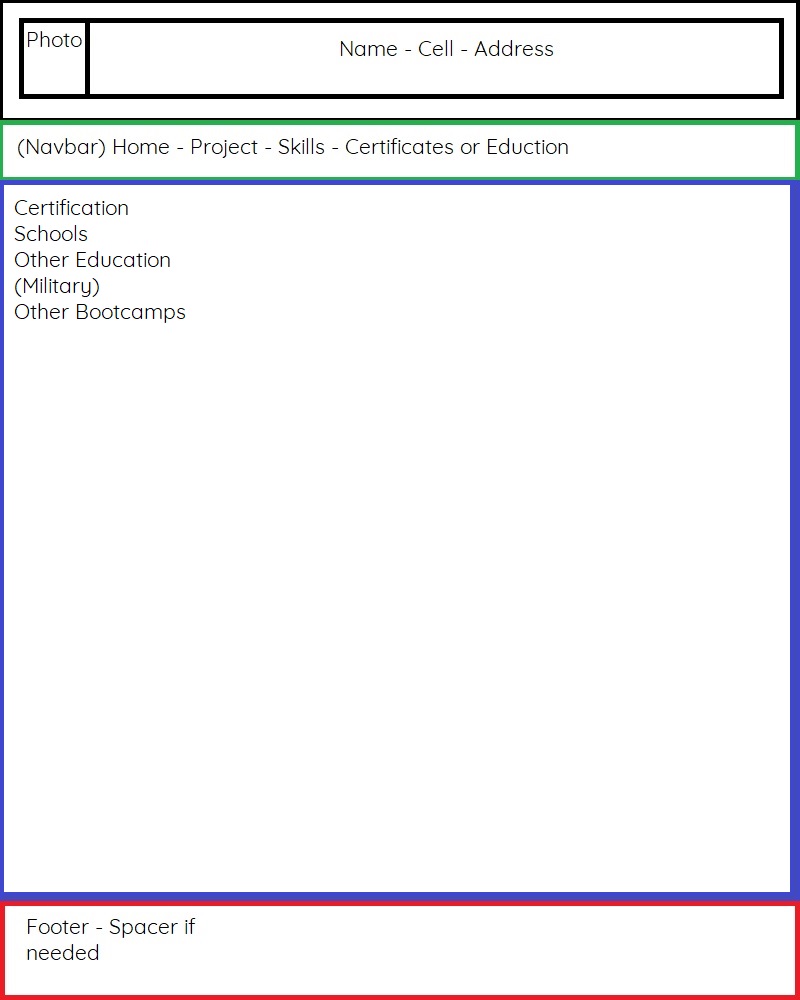 Photo
Name - Cell - Address
(Navbar) Home - Project - Skills - Certificates or Eduction
Certification
Schools
Other Education
(Military)
Other Bootcamps
Footer - Spacer if
needed